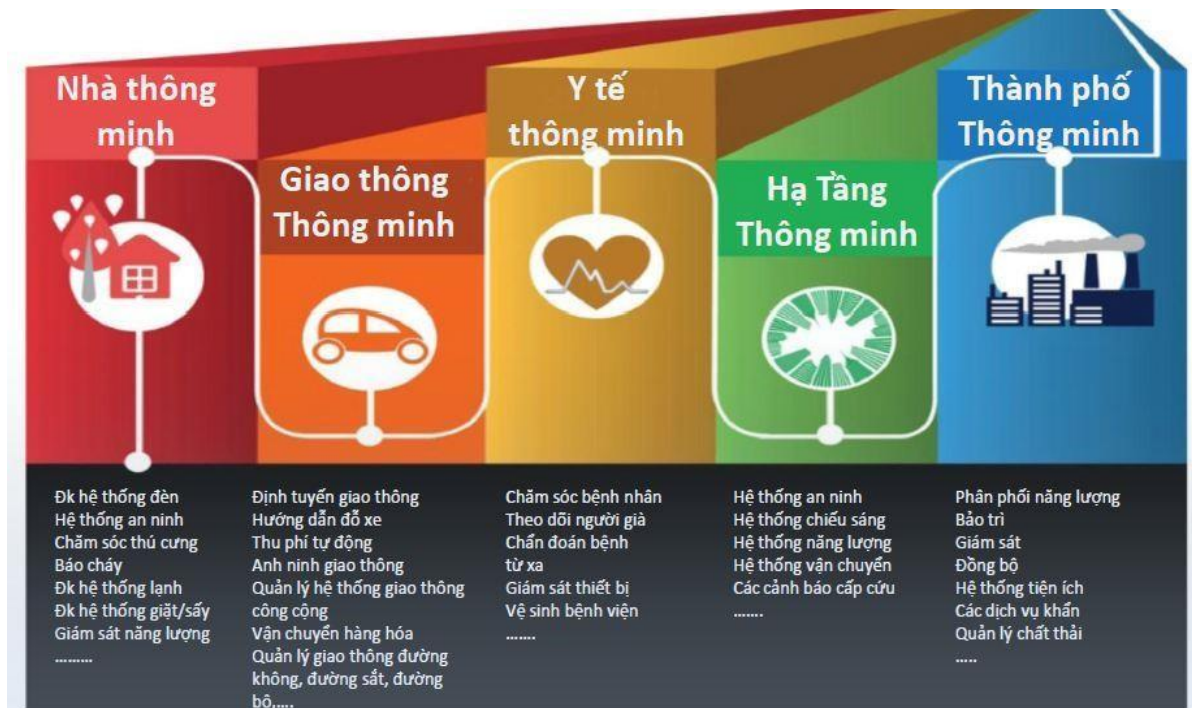 Nhà thông
minh
Giao thông
Thông minh
Y tế
thông minh
Hạ Tầng
Thông minh
Thành phố
Thông minh
Đk hệ thống đèn
Hệ thống an ninh
Chăm sóc thú cưng
Báo cháy
Đk hệ thống lạnh
Đk hệ thống giặt/sấy
Giám sát năng lượng
.........
Định tuyến giao thông
Hướng dẫn đỗ xe
Thu phí tự động
Anh ninh giao thông
Quản lý hệ thống giao thông
công cộng
Vận chuyển hàng hóa
Quản lý giao thông đường
không, đường sắt, đường
bộ.....
Chăm sóc bệnh nhân
Theo dõi người già
Chẩn đoán bệnh
từ xa
Giám sát thiết bị
Vệ sinh bệnh viện
.......
Hệ thống an ninh
Hệ thống chiếu sáng
Hệ thống năng lượng
Hệ thống vận chuyển
Các cảnh báo cấp cứu
.......
Phân phối năng lượng
Bảo trì
Giám sát
Đồng bộ
Hệ thống tiện ích
Các dịch vụ khẩn
Quản lý chất thải
.....